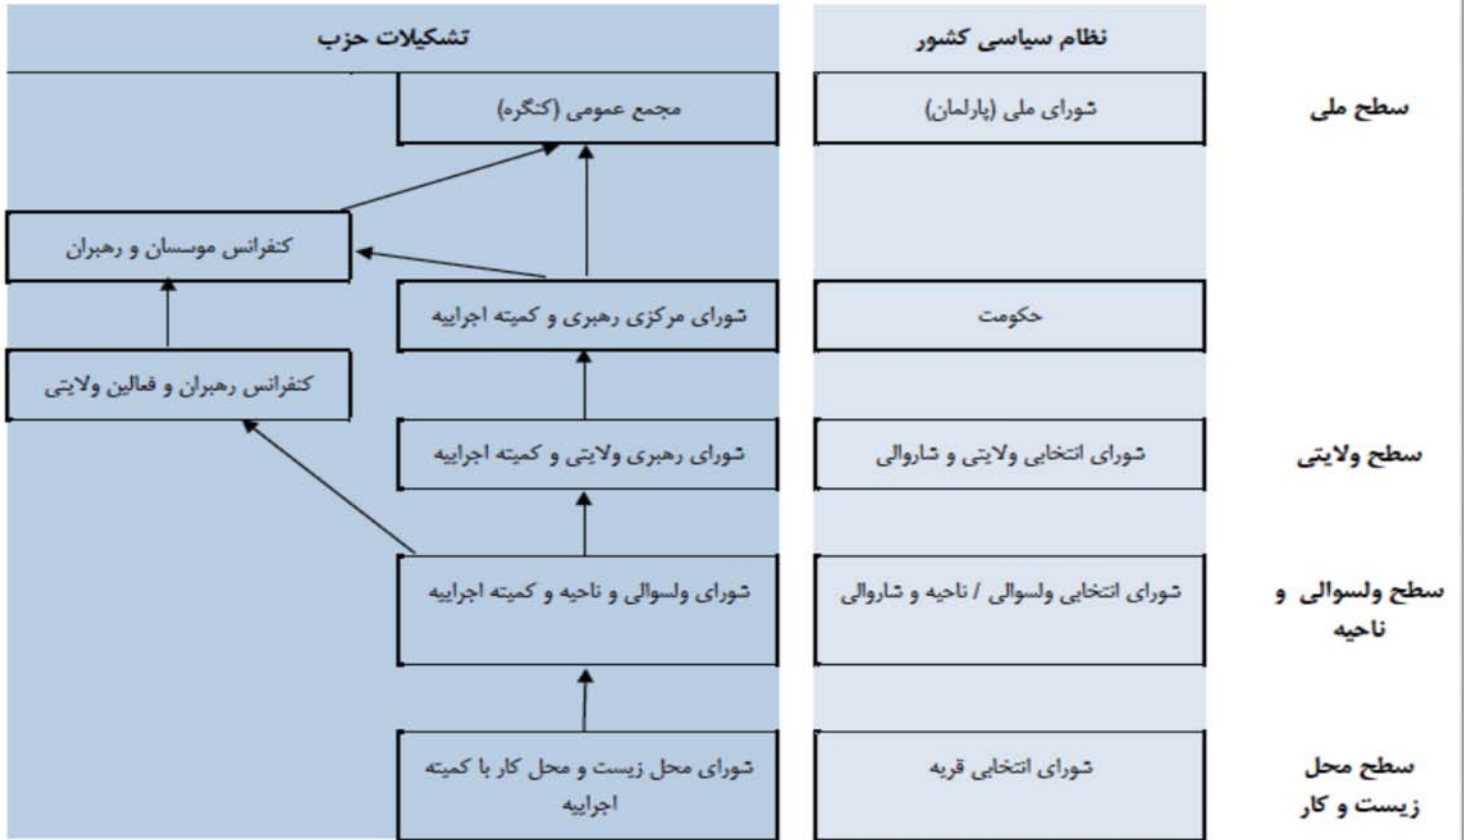 نظام سیاسی کشور
تشکیلات حزب
سطح ملی
شورای ملی (پارلمان)
مجمع عمومی (کنگره)
کنفرانس موسسان و رهبران
حکومت
شورای مرکزی رهبری و کمیته اجراییه
کنفرانس رهبران و فعالین ولایتی
سطح ولایتی
شورای انتخابی ولایتی و شاروالی
شورای رهبری ولایتی و کمیته اجراییه
سطح ولسوالی و
ناحیه
شورای انتخابی ولسوالی / ناحیه و شاروالی
شورای ولسوالی و ناحیه و کمیته اجراییه
سطح محل
زیست و کار
شورای انتخابی قریه
شورای محل زیست و محل کار با کمیته
اجراییه